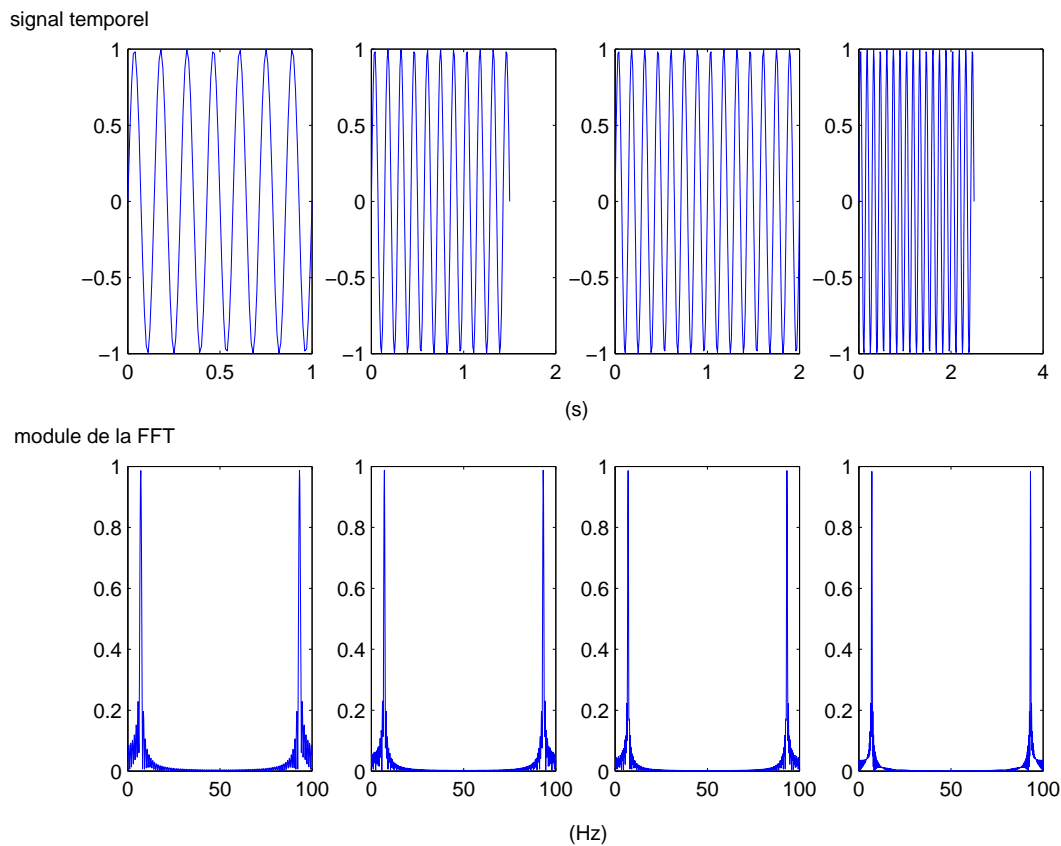 signal temporel
1 1 1 1
0.5 0.5 0.5 0.5
0 0 0 0
−0.5 −0.5 −0.5 −0.5
−1 −1 −1 −1
0 0.5 1 0 1 2 0 1 2 0 2 4
(s)
module de la FFT
1 1 1 1
0.8 0.8 0.8 0.8
0.6 0.6 0.6 0.6
0.4 0.4 0.4 0.4
0.2 0.2 0.2 0.2
0 0 0 0
0 50 100 0 50 100 0 50 100 0 50 100
(Hz)